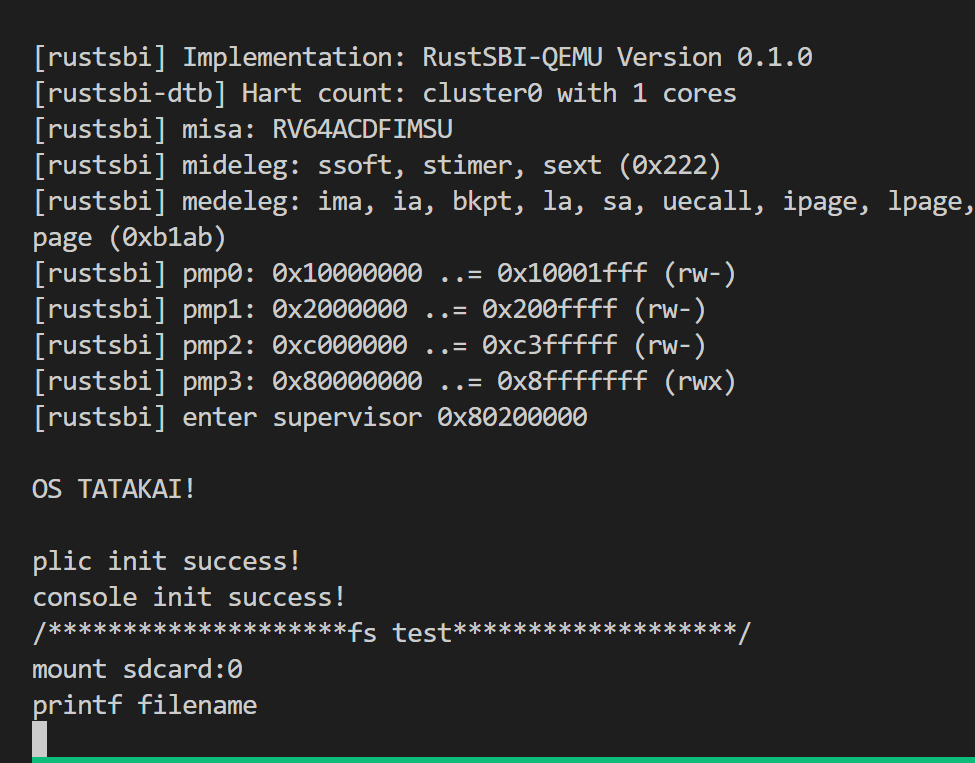 [rustsbi] Implementation: RustSBI-QEMU Version 0.1.0
[rustsbi-dtb] Hart count: cluster0 with 1 cores
[rustsbi] misa: RV64ACDFIMSU
[rustsbi] mideleg: ssoft, stimer, sext (0x222)
[rustsbi] medeleg: ima, ia, bkpt, la, sa, uecall, ipage, lpage,
page (0xb1ab)
[rustsbi] pmp0: 0x10000000 ..= 0x10001fff (rw-)
[rustsbi] pmp1: 0x2000000 ..= 0x200ffff (rw-)
[rustsbi] pmp2: 0xc000000 ..= 0xc3fffff (rw-)
[rustsbi] pmp3: 0x80000000 ..= 0x8fffffff (rwx)
[rustsbi] enter supervisor 0x80200000
OS TATAKAI!
plic init success!
console init success!
/********************fs test*******************/
mount sdcard:0
printf filename